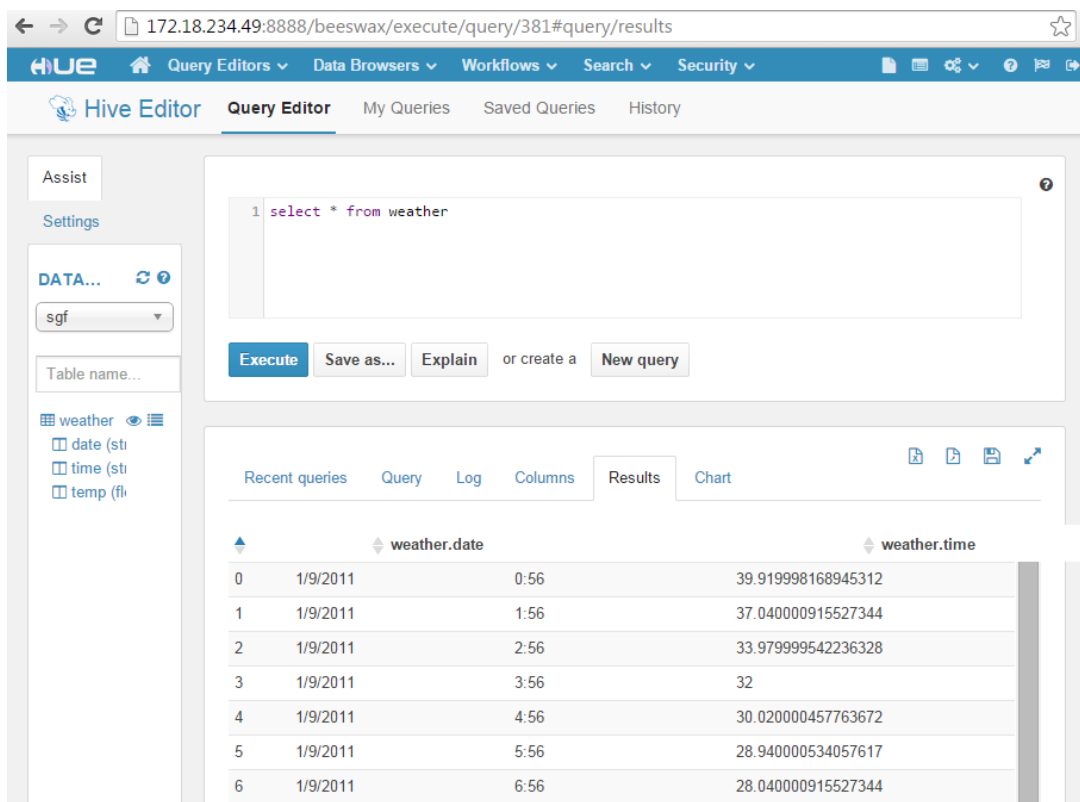 172.18.234.49:8888/beeswax/execute/query/381#query/results
HUE Query Editors Data Browsers Workflows Search Security
Hive Editor Query Editor My Queries Saved Queries History
Assist
Settings
DATA...
sgf
Table name...
weather
date (stı
time (stı
temp (flı
1 select * from weather
Execute Save as... Explain or create a New query
Recent queries Query Log Columns Results Chart
weather.date weather.time
0 1/9/2011 0:56 39.919998168945312
1 1/9/2011 1:56 37.040000915527344
2 1/9/2011 2:56 33.979999542236328
3 1/9/2011 3:56 32
4 1/9/2011 4:56 30.020000457763672
5 1/9/2011 5:56 28.940000534057617
6 1/9/2011 6:56 28.040000915527344